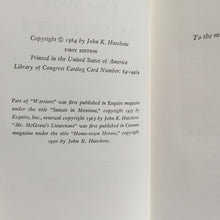 Copyright © 1964 by John K. Hutchens
FIRST EDITION
Printed in the United States of America
Library of Congress Catalog Card Number: 64-14464
Part of "Warriors" was first published in Esquire magazine
under the title "Sunset in Montana," copyright 1935 by
Esquire, Inc., renewal copyright 1963 by John K. Hutchens.
"Mr. McGraw's Lieutenant" was first published in Coronet
magazine under the title "Home-town Heroes," copyright
1950 by John K. Hutchens.
To the m